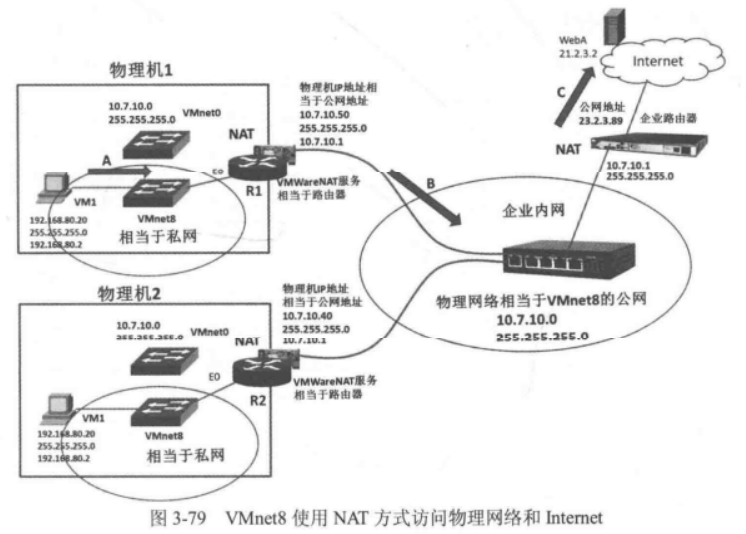 WebA
21.2.3.2
Internet
C
公网地址
23.2.3.89
企业路由器
NAT
10.7.10.1
255.255.255.0
物理机1
10.7.10.0
255.255.255.0
VMnet0
NAT
A
E0
R1
VM1
VMnet8
192.168.80.20
255.255.255.0
192.168.80.2
相当于私网
物理机IP地址相
当于公网地址
10.7.10.50
255.255.255.0
10.7.10.1
VMWareNAT服务
相当于路由器
B
企业内网
物理网络相当于VMnet8的公网
10.7.10.0
255.255.255.0
物理机2
10.7.10.0
255.255.255.0
VMnet0
NAT
E0
R2
VM1
VMnet8
192.168.80.20
255.255.255.0
192.168.80.2
相当于私网
物理机IP地址
相当于公网地址
10.7.10.40
255.255.255.0
10.7.10.1
VMWareNAT服务
相当于路由器
图 3-79 VMnet8 使用 NAT 方式访问物理网络和 Internet